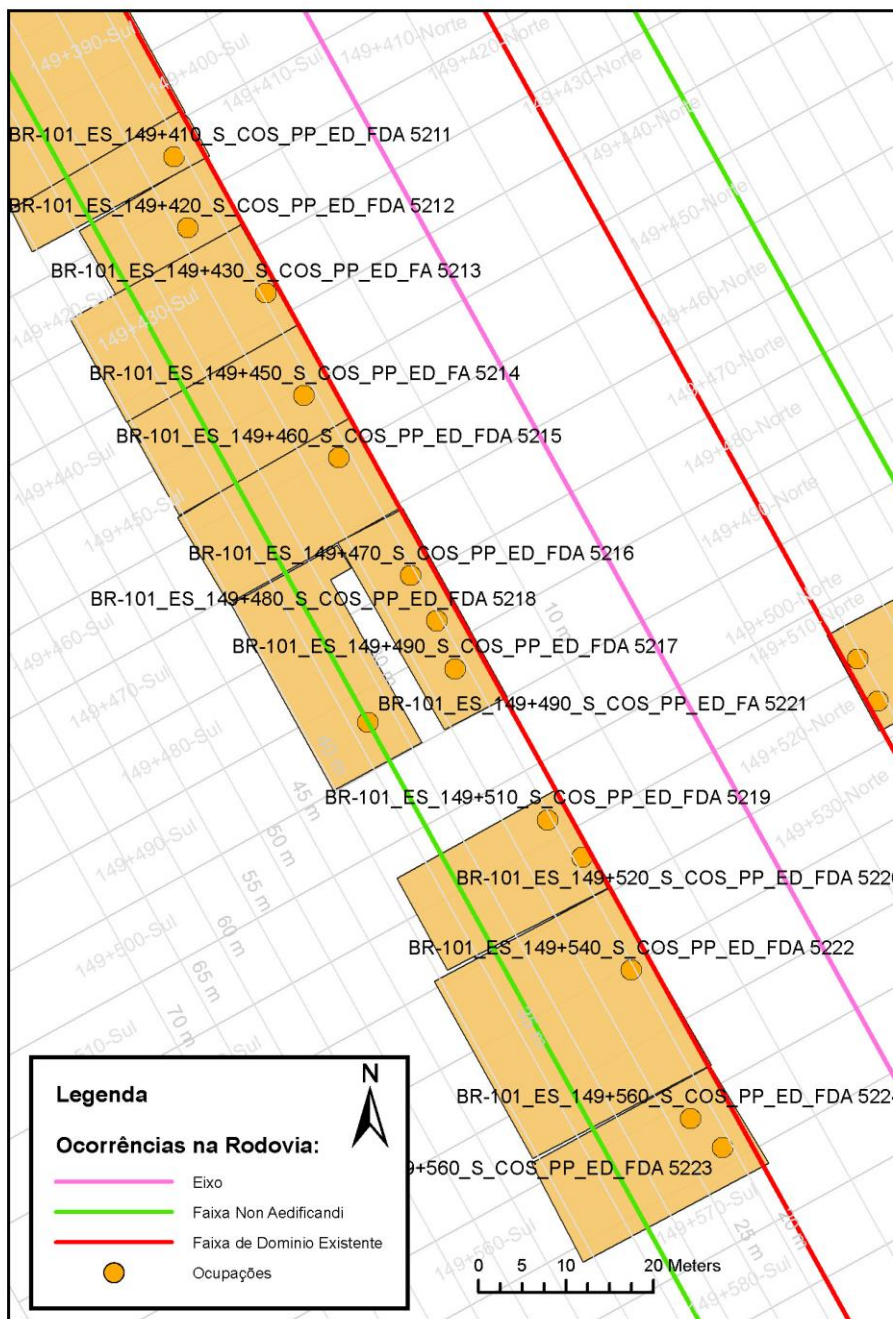 149+390-Sul
149+400-Sul
149+410-Sul
149+410-Norte
149+420-Norte
149+430-Norte
149+440-Norte
149+450-Norte
149+460-Norte
149+470-Norte
149+480-Norte
149+490-Norte
149+500-Norte
149+510-Norte
149+520-Norte
149+530-Norte
BR-101_ES_149+410_S_COS_PP_ED_FDA 5211
BR-101_ES_149+420_S_COS_PP_ED_FDA 5212
BR-101_ES_149+430_S_COS_PP_ED_FA 5213
149+420-Sul
149+430-Sul
BR-101_ES_149+450_S_COS_PP_ED_FA 5214
BR-101_ES_149+460_S_COS_PP_ED_FDA 5215
149+440-Sul
149+450-Sul
BR-101_ES_149+470_S_COS_PP_ED_FDA 5216
BR-101_ES_149+480_S_COS_PP_ED_FDA 5218
10 m
149+460-Sul
BR-101_ES_149+490_S_COS_PP_ED_FDA 5217
149+470-Sul
BR-101_ES_149+490_S_COS_PP_ED_FA 5221
149+480-Sul
40 m
BR-101_ES_149+510_S_COS_PP_ED_FDA 5219
45 m
50 m
149+490-Sul
55 m
BR-101_ES_149+520_S_COS_PP_ED_FDA 5220
60 m
149+500-Sul
BR-101_ES_149+540_S_COS_PP_ED_FDA 5222
65 m
70 m
510-Sul
Sul
BR-101_ES_149+560_S_COS_PP_ED_FDA 5224
9+560_S_COS_PP_ED_FDA 5223
149+560-Sul
149+570-Sul
25 m
20 m
149+580-Sul
Legenda
N
Ocorrências na Rodovia:
Eixo
Faixa Non Aedificandi
Faixa de Dominio Existente
Ocupações
0 5 10 20 Meters